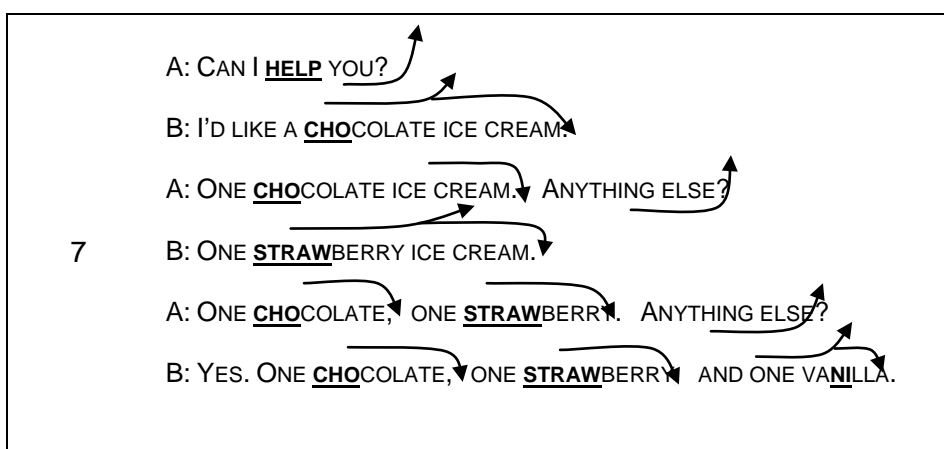 A: CAN I HELP YOU?
B: I'D LIKE A CHOCOLATE ICE CREAM.
A: ONE CHOCOLATE ICE CREAM. ANYTHING ELSE?
7 B: ONE STRAWBERRY ICE CREAM.
A: ONE CHOCOLATE, ONE STRAWBERRY. ANYTHING ELSE?
B: YES. ONE CHOCOLATE, ONE STRAWBERRY AND ONE VANILLA.